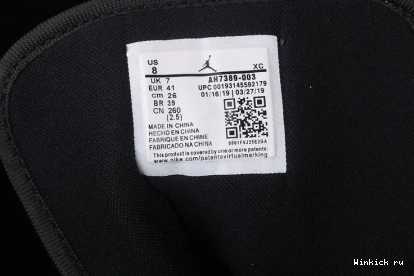 US
8
XC
UK 7
EUR 41
cm 26
BR 39
CN 260
(2.5)
AH7389-003
UPC 00193145592179
01/16/19 03/27/19
MADE IN CHINA
HECHO EN CHINA
FABRIQUE EN CHINE
FABRICADO NA CHINA
This product is covered by one or more patents:
www.nike.com/patentsvirtualmarking
Winkick ru